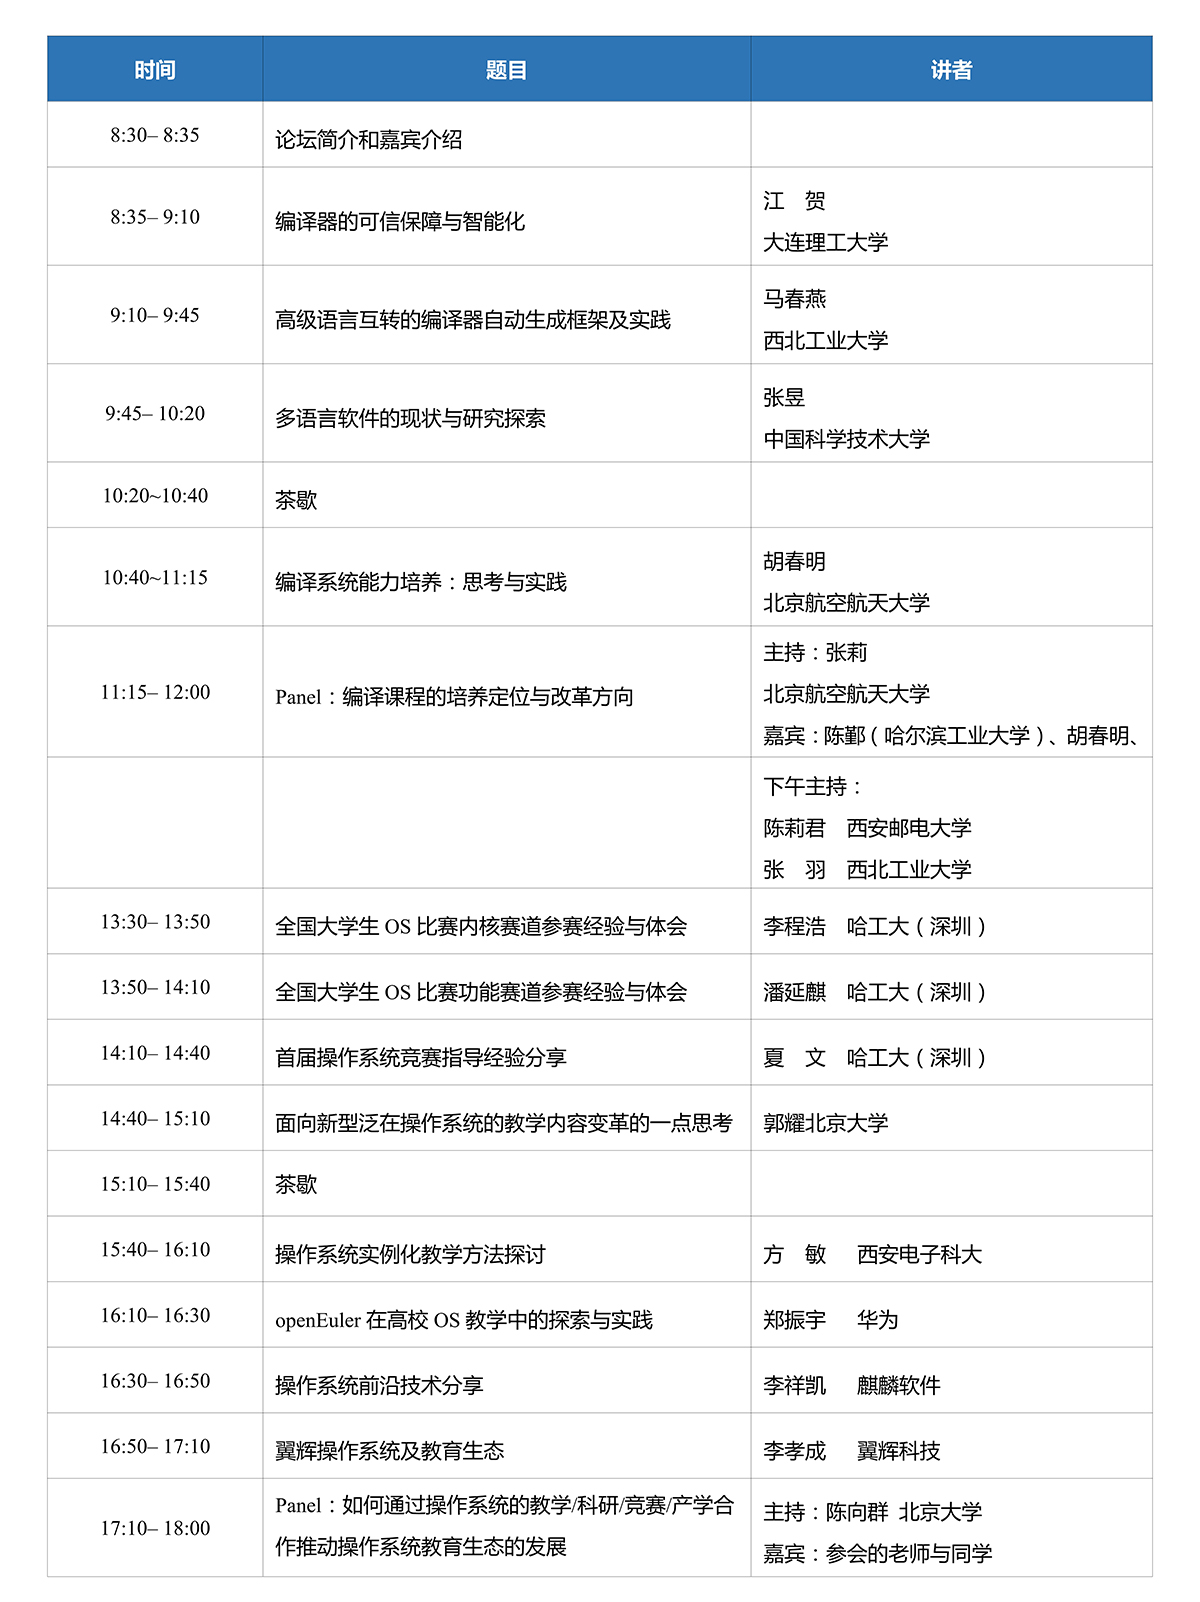 时间 题目 讲者
8:30– 8:35 论坛简介和嘉宾介绍
8:35– 9:10 编译器的可信保障与智能化 江　贺
大连理工大学
9:10– 9:45 高级语言互转的编译器自动生成框架及实践 马春燕
西北工业大学
9:45– 10:20 多语言软件的现状与研究探索 张昱
中国科学技术大学
10:20~10:40 茶歇
10:40~11:15 编译系统能力培养：思考与实践 胡春明
北京航空航天大学
11:15– 12:00 Panel：编译课程的培养定位与改革方向 主持：张莉
北京航空航天大学
嘉宾：陈鄞（哈尔滨工业大学）、胡春明、
下午主持：
陈莉君　西安邮电大学
张　羽　西北工业大学
13:30– 13:50 全国大学生 OS 比赛内核赛道参赛经验与体会 李程浩　哈工大（深圳）
13:50– 14:10 全国大学生 OS 比赛功能赛道参赛经验与体会 潘延麒　哈工大（深圳）
14:10– 14:40 首届操作系统竞赛指导经验分享 夏　文　哈工大（深圳）
14:40– 15:10 面向新型泛在操作系统的教学内容变革的一点思考 郭耀北京大学
15:10– 15:40 茶歇
15:40– 16:10 操作系统实例化教学方法探讨 方　敏　西安电子科大
16:10– 16:30 openEuler 在高校 OS 教学中的探索与实践 郑振宇　华为
16:30– 16:50 操作系统前沿技术分享 李祥凯　麒麟软件
16:50– 17:10 翼辉操作系统及教育生态 李孝成　翼辉科技
17:10– 18:00 Panel：如何通过操作系统的教学/科研/竞赛/产学合
作推动操作系统教育生态的发展 主持：陈向群 北京大学
嘉宾：参会的老师与同学